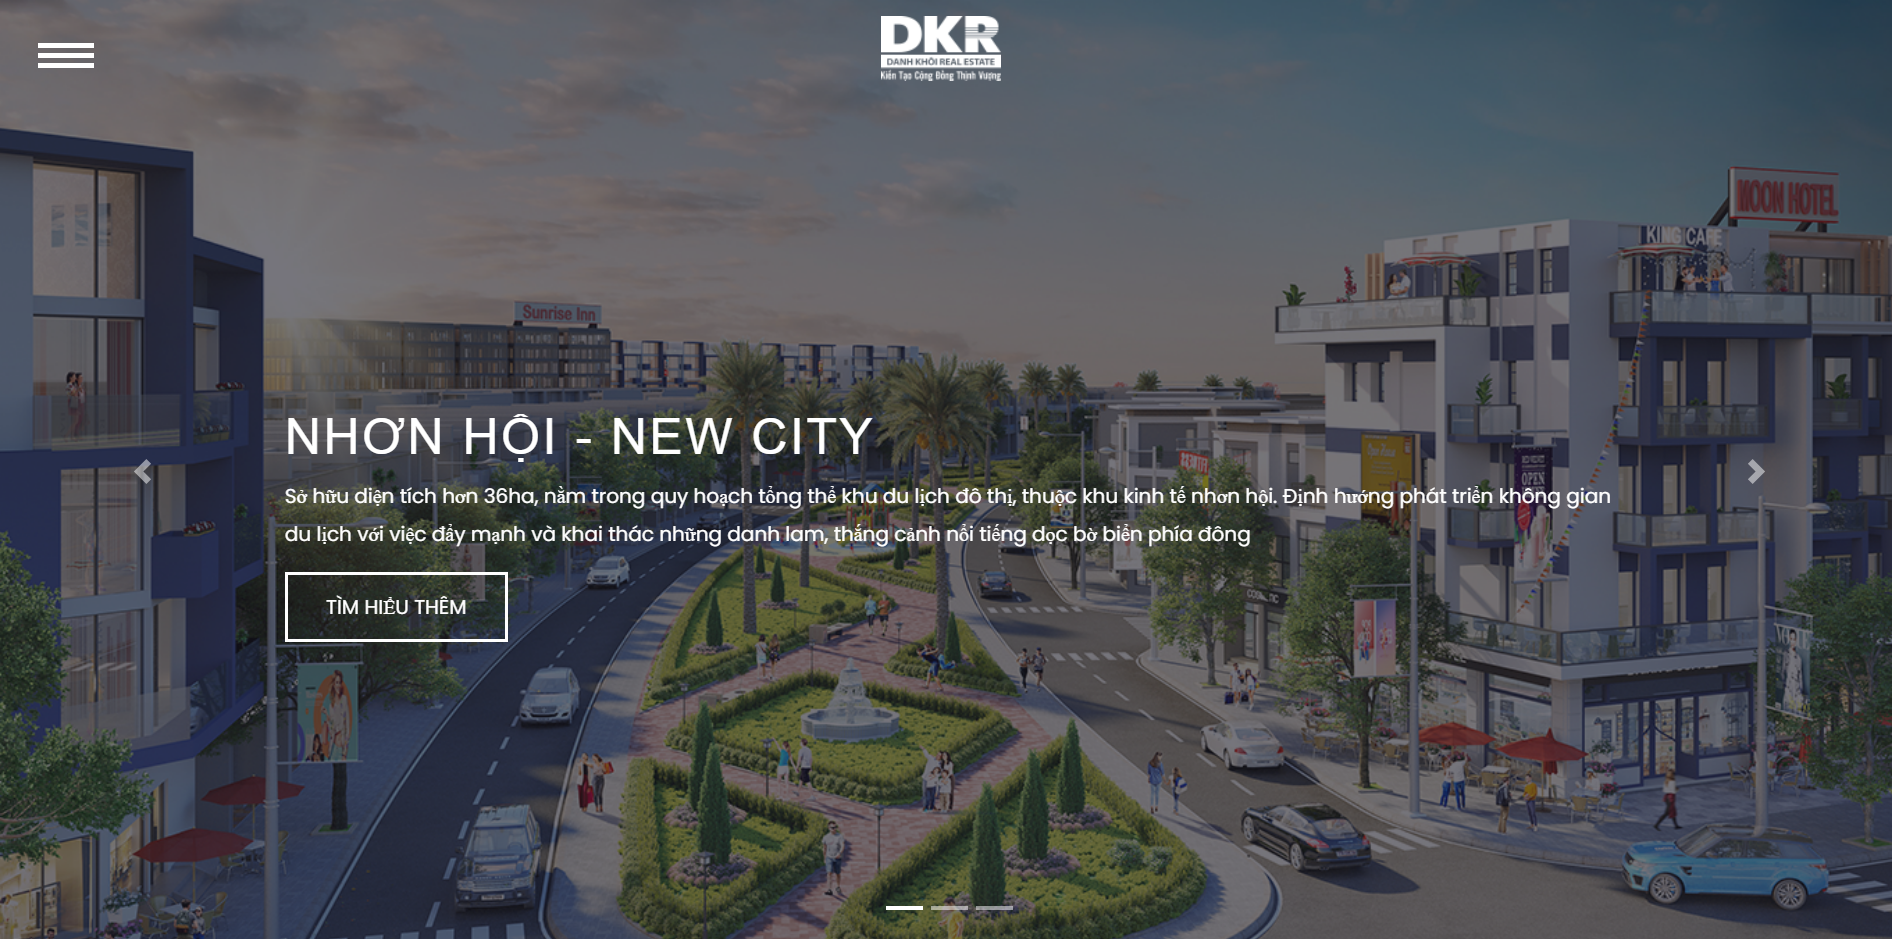 DKR
DANH KHÔI REAL ESTATE
Kiến Tạo Cộng Đồng Thịnh Vượng
MOON HOTEL
KING CAFE
Sunrise Inn
NHƠN HỘI - NEW CITY
FITNESS
OPEN
Sở hữu diện tích hơn 36ha, nằm trong quy hoạch tổng thể khu du lịch đô thị, thuộc khu kinh tế nhơn hội. Định hướng phát triển không gian
du lịch với việc đẩy mạnh và khai thác những danh lam, thắng cảnh nổi tiếng dọc bờ biển phía đông
TÌM HIỂU THÊM